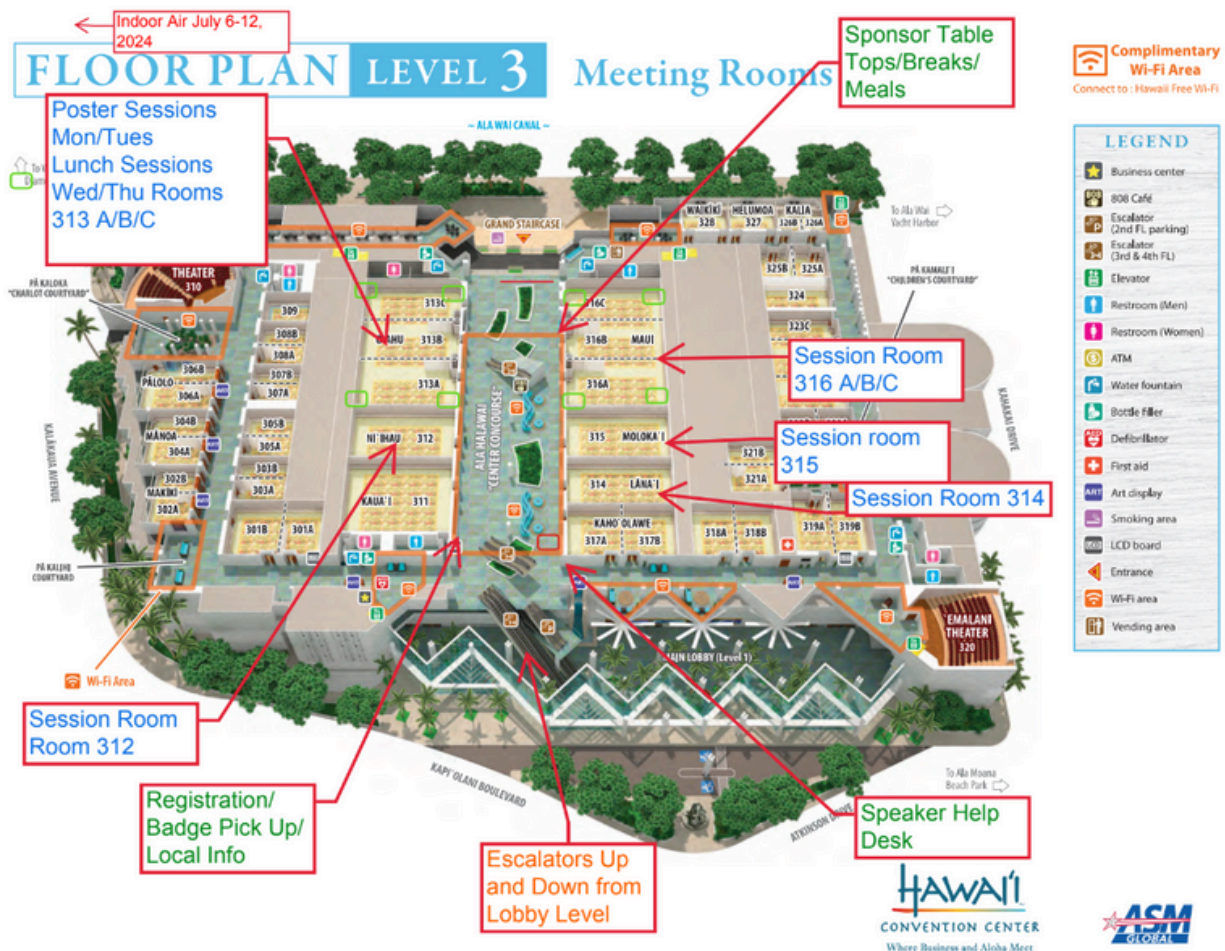 Indoor Air July 6-12,
2024
FLOOR PLAN LEVEL 3 Meeting Rooms
Sponsor Table
Tops/Breaks/
Meals
Complimentary
Wi-Fi Area
Connect to : Hawaii Free Wi-Fi
Poster Sessions
Mon/Tues
Lunch Sessions
Wed/Thu Rooms
313 A/B/C
~ ALA WAI CANAL ~
LEGEND
Business center
808 Café
Escalator
(2nd FL parking)
Escalator
(3rd & 4th FL)
Elevator
Restroom (Men)
Restroom (Women)
ATM
Water fountain
Bottle filler
Defibrillator
First aid
Art display
Smoking area
LCD board
Entrance
Wi-Fi area
Vending area
GRAND STAIRCASE
WAIKĪKĪ
328
HELUMOA
327
KALIA
326B
326A
To Ala Wai
Yacht Harbor
THEATER
310
PĀ KALOKA
"CHARLOT COURTYARD"
PĀ KAMALI'I
"CHILDREN'S COURTYARD"
325B
325A
324
323C
309
308B
308A
307B
307A
313C
313B
313A
316C
316B MAUI
316A
Session Room
316 A/B/C
PĀLOLO
306B
306A
305B
305A
MĀNOA
304B
304A
303B
303A
MAKIKI
302B
302A
301B
301A
NI'IHAU 312
KAUA'I 311
ALA HALAWAI
"CENTER CONCOURSE"
315 MOLOKA'I
314 LĀNA'I
KAHO'OLAWE
317A
317B
Session room
315
Session Room 314
321B
321A
318A
318B
319A
319B
KALĀKAUA AVENUE
KAHAKAI DRIVE
PĀ KALIHI
COURTYARD
Wi-Fi Area
MAIN LOBBY (Level 1)
'EMALANI
THEATER
320
Session Room
Room 312
Registration/
Badge Pick Up/
Local Info
KAPI'OLANI BOULEVARD
Escalators Up
and Down from
Lobby Level
ATKINSON DRIVE
To Alla Moana
Beach Park
Speaker Help
Desk
HAWAI'I
CONVENTION CENTER
Where Business and Aloha Meet
ASM
GLOBAL